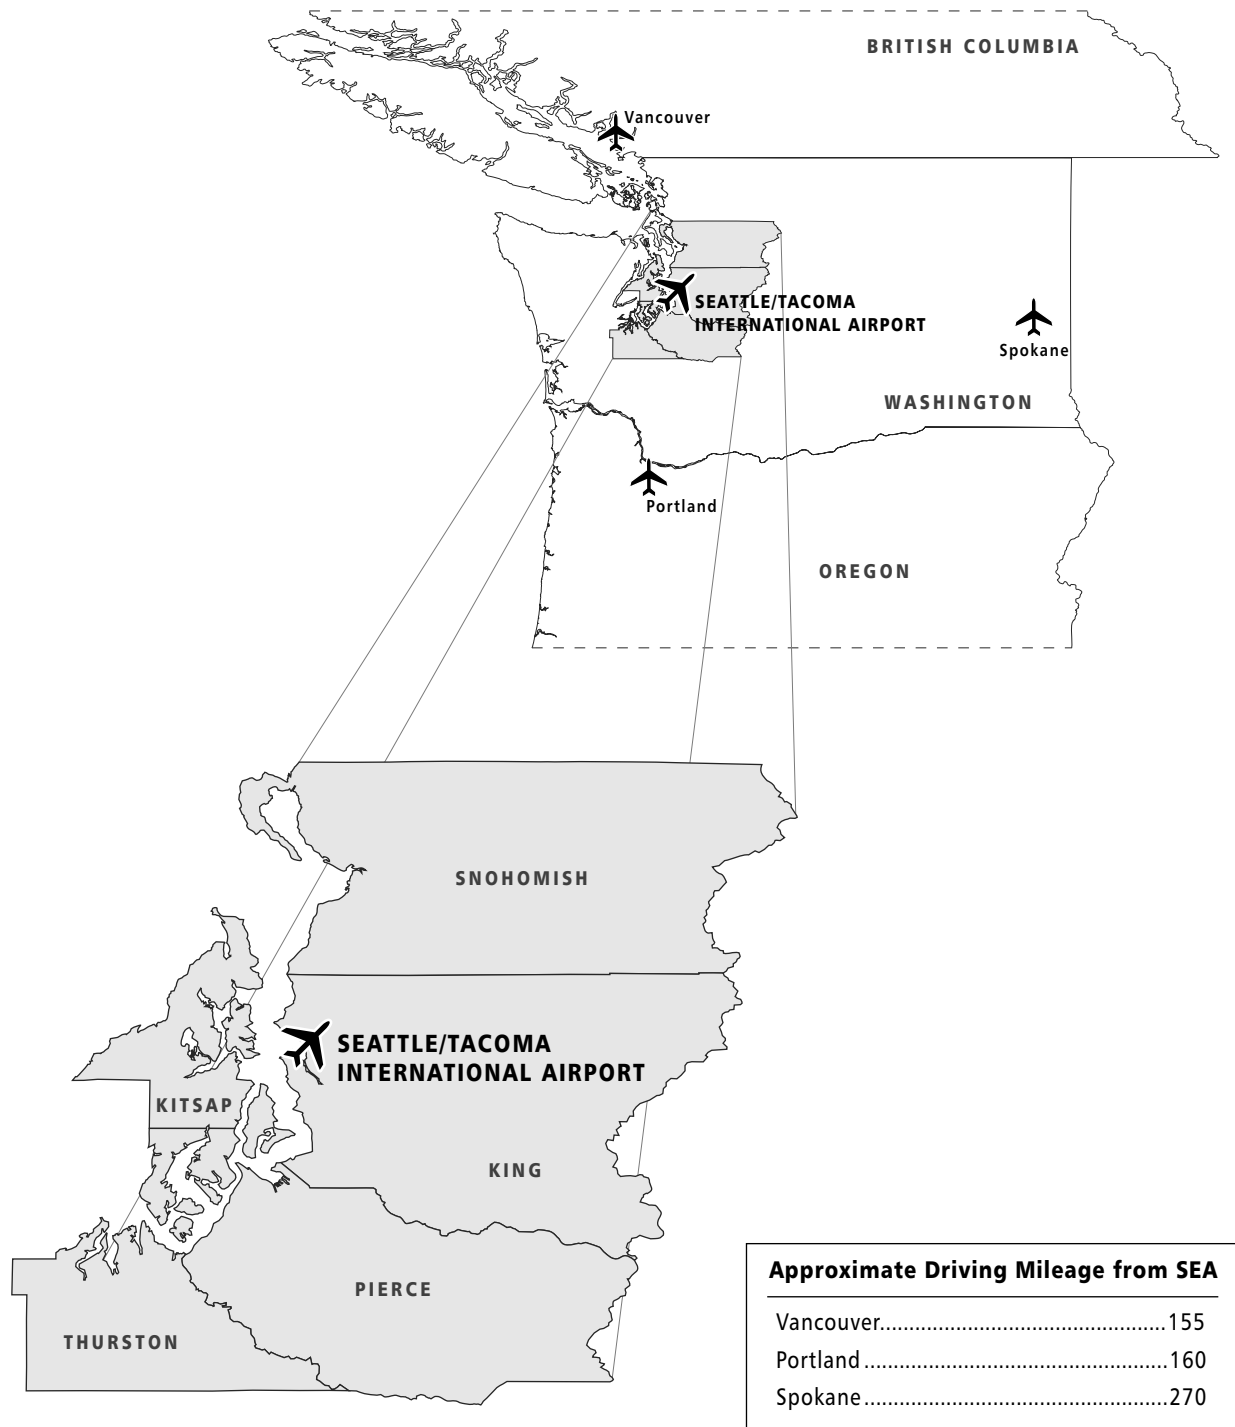 BRITISH COLUMBIA
Vancouver
SEATTLE/TACOMA
INTERNATIONAL AIRPORT
Spokane
WASHINGTON
Portland
OREGON
SNOHOMISH
SEATTLE/TACOMA
INTERNATIONAL AIRPORT
KITSAP
KING
PIERCE
THURSTON
Approximate Driving Mileage from SEA
Vancouver.................................................155
Portland.....................................................160
Spokane.....................................................270